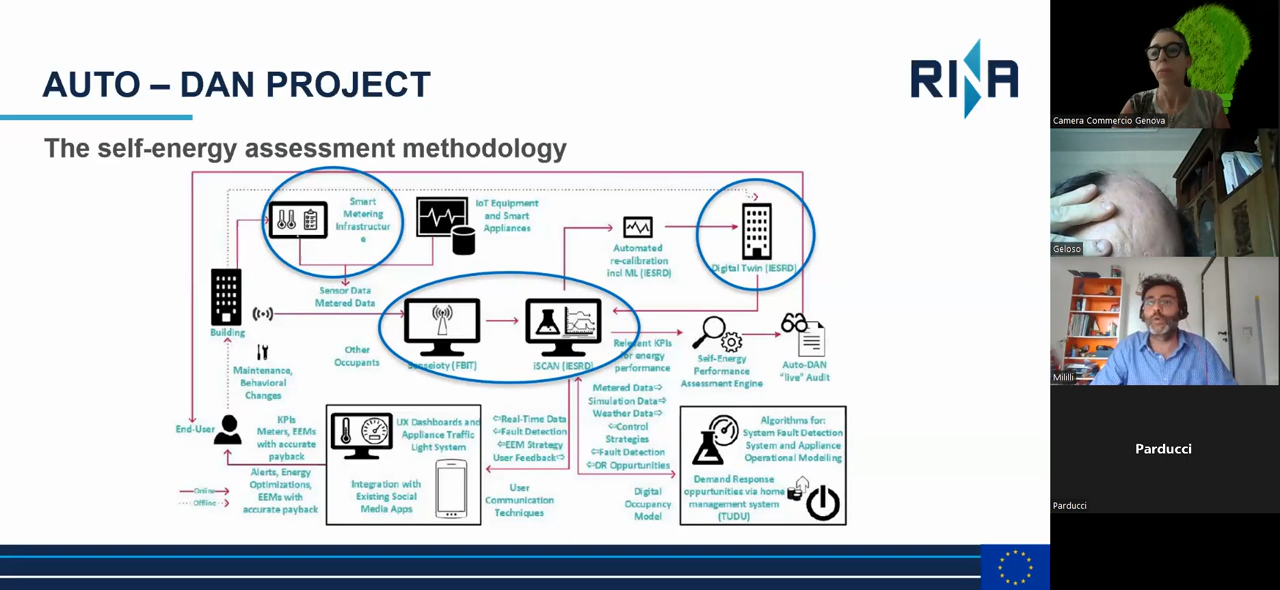 AUTO – DAN PROJECT
RINA
The self-energy assessment methodology
Smart
Metering
Infrastructur
e
IoT Equipment
and Smart
Appliances
Automated
re-calibration
incl ML (IESRD)
Digital Twin (IESRD)
Sensor Data
Metered Data
Building
Other
Occupants
(FBIT)
iSCAN (IESRD)
Relevant KPIs
for energy
performance
Self-Energy
Performance
Assessment Engine
Auto-DAN
"live" Audit
Maintenance,
Behavioral
Changes
End-User
KPIs
Meters, EEMs
with accurate
payback
Alerts, Energy
Optimizations,
EEMs with
accurate payback
Online
Offline
UX Dashboards and
Appliance Traffic
Light System
Integration with
Existing Social
Media Apps
⇦Real-Time Data
⇦Fault Detection
⇦EEM Strategy
User Feedback⇨
User
Communication
Techniques
Metered Data⇨
Simulation Data⇨
Weather Data⇨
⇦Control
Strategies
⇦Fault Detection
⇦DR Oppurtunities
Digital
Occupancy
Model
Algorithms for:
System Fault Detection
System and Appliance
Operational Modelling
Demand Response
oppertunities via home
management system
(TUDU)
Camera Commercio Genova
Geloso
Mililli
Parducci
Parducci